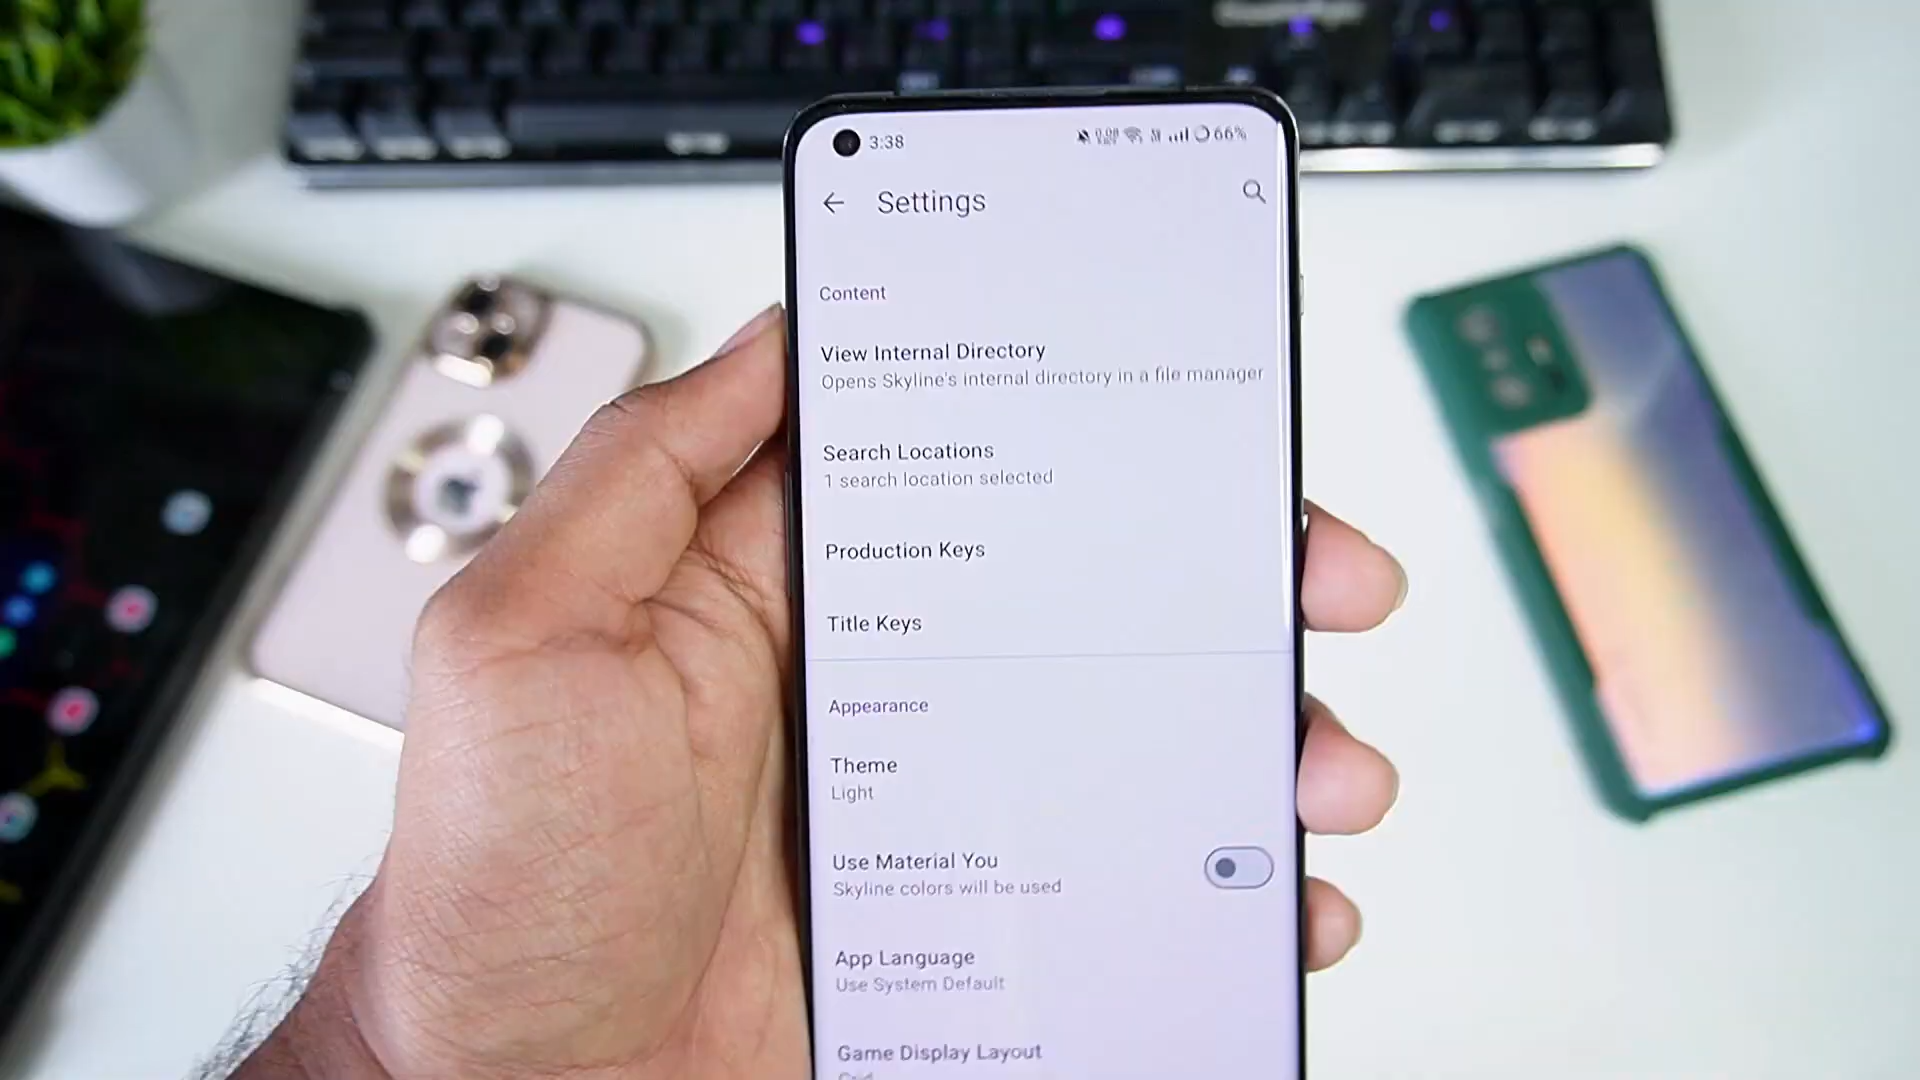 3:38
66%
Settings
Content
View Internal Directory
Opens Skyline's internal directory in a file manager
Search Locations
1 search location selected
Production Keys
Title Keys
Appearance
Theme
Light
Use Material You
Skyline colors will be used
App Language
Use System Default
Game Display Layout